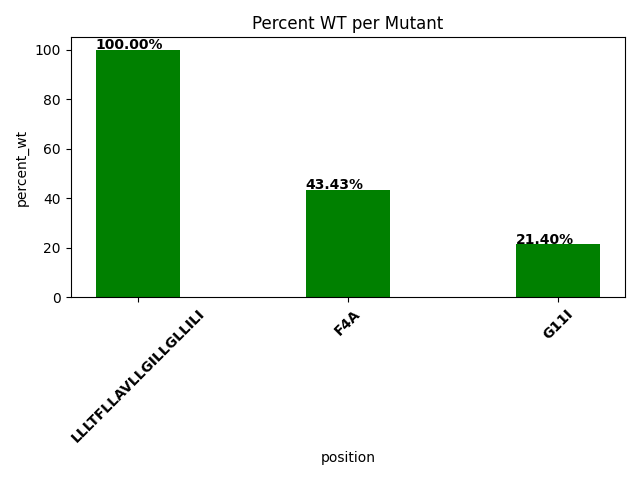 Percent WT per Mutant
percent_wt
100
80
60
40
20
0
100.00%
43.43%
21.40%
LLLTFLLAVLLGILLGLLILI
F4A
G11I
position